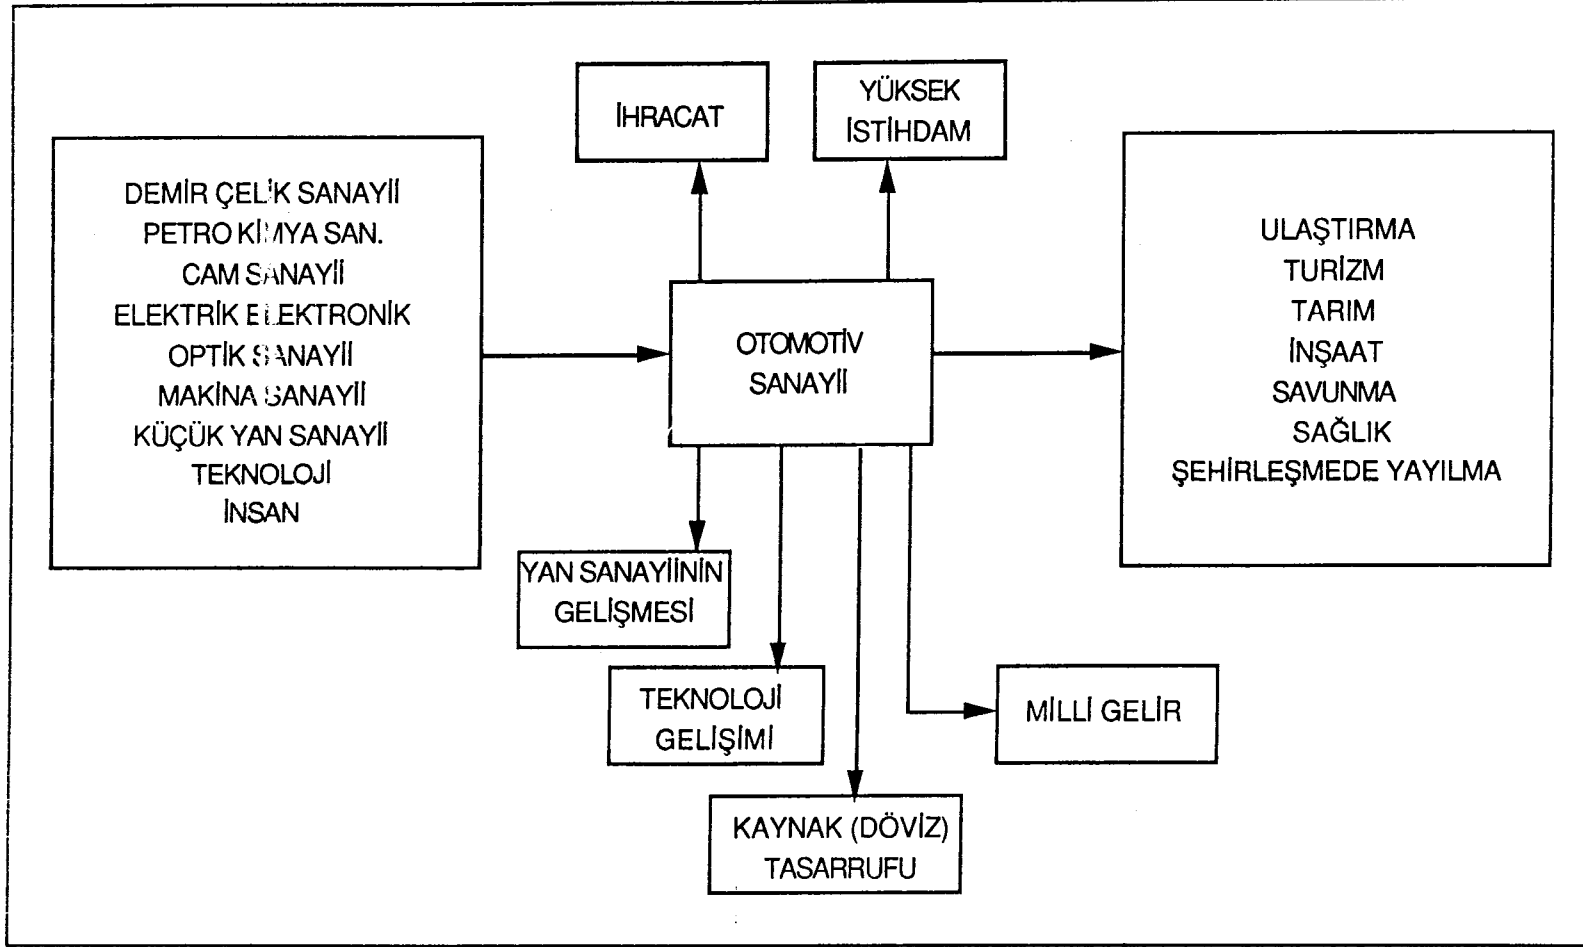 İHRACAT
YÜKSEK
İSTİHDAM
DEMİR ÇELİK SANAYİİ
PETRO KİMYA SAN.
CAM SANAYİİ
ELEKTRİK ELEKTRONİK
OPTİK SANAYİİ
MAKİNA SANAYİİ
KÜÇÜK YAN SANAYİİ
TEKNOLOJİ
İNSAN
OTOMOTİV
SANAYİİ
ULAŞTIRMA
TURİZM
TARIM
İNŞAAT
SAVUNMA
SAĞLIK
ŞEHİRLEŞMEDE YAYILMA
YAN SANAYİİNİN
GELİŞMESİ
TEKNOLOJİ
GELİŞİMİ
MİLLİ GELİR
KAYNAK (DÖVİZ)
TASARRUFU